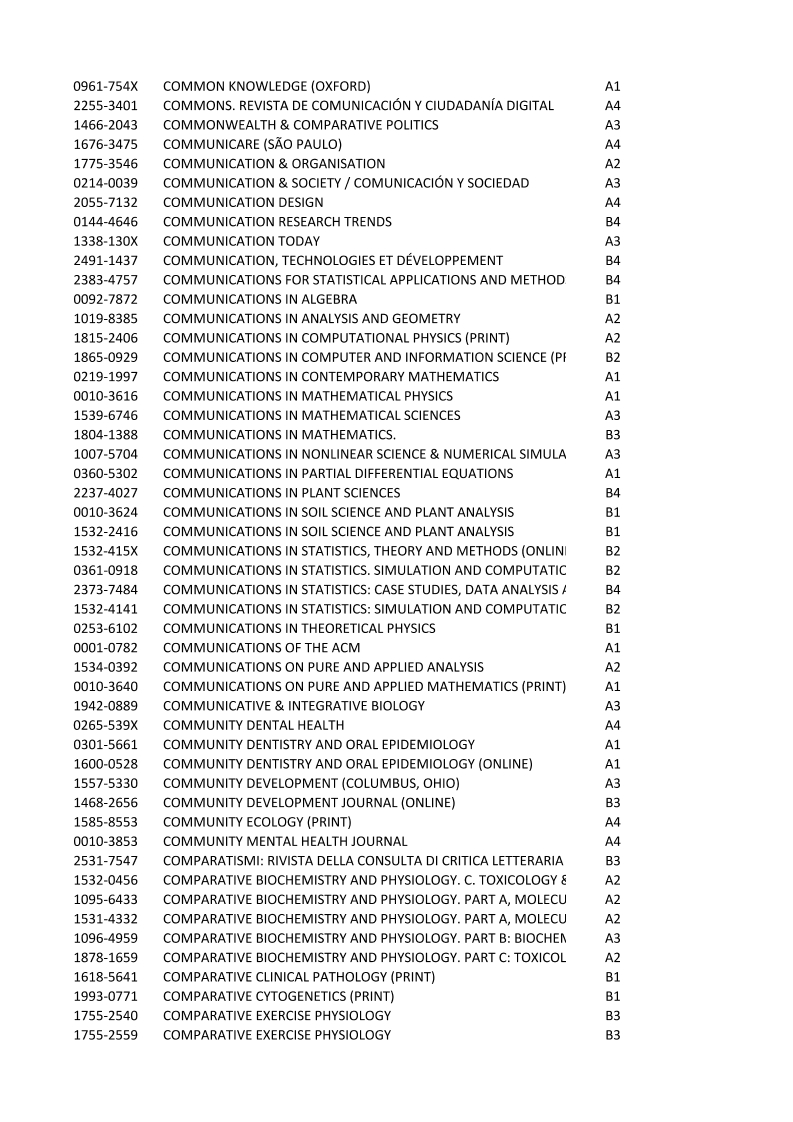 0961-754X COMMON KNOWLEDGE (OXFORD) A1
2255-3401 COMMONS. REVISTA DE COMUNICACIÓN Y CIUDADANÍA DIGITAL A4
1466-2043 COMMONWEALTH & COMPARATIVE POLITICS A3
1676-3475 COMMUNICARE (SÃO PAULO) A4
1775-3546 COMMUNICATION & ORGANISATION A2
0214-0039 COMMUNICATION & SOCIETY / COMUNICACIÓN Y SOCIEDAD A3
2055-7132 COMMUNICATION DESIGN A4
0144-4646 COMMUNICATION RESEARCH TRENDS B4
1338-130X COMMUNICATION TODAY A3
2491-1437 COMMUNICATION, TECHNOLOGIES ET DÉVELOPPEMENT B4
2383-4757 COMMUNICATIONS FOR STATISTICAL APPLICATIONS AND METHOD B4
0092-7872 COMMUNICATIONS IN ALGEBRA B1
1019-8385 COMMUNICATIONS IN ANALYSIS AND GEOMETRY A2
1815-2406 COMMUNICATIONS IN COMPUTATIONAL PHYSICS (PRINT) A2
1865-0929 COMMUNICATIONS IN COMPUTER AND INFORMATION SCIENCE (PR B2
0219-1997 COMMUNICATIONS IN CONTEMPORARY MATHEMATICS A1
0010-3616 COMMUNICATIONS IN MATHEMATICAL PHYSICS A1
1539-6746 COMMUNICATIONS IN MATHEMATICAL SCIENCES A3
1804-1388 COMMUNICATIONS IN MATHEMATICS. B3
1007-5704 COMMUNICATIONS IN NONLINEAR SCIENCE & NUMERICAL SIMULA A3
0360-5302 COMMUNICATIONS IN PARTIAL DIFFERENTIAL EQUATIONS A1
2237-4027 COMMUNICATIONS IN PLANT SCIENCES B4
0010-3624 COMMUNICATIONS IN SOIL SCIENCE AND PLANT ANALYSIS B1
1532-2416 COMMUNICATIONS IN SOIL SCIENCE AND PLANT ANALYSIS B1
1532-415X COMMUNICATIONS IN STATISTICS, THEORY AND METHODS (ONLIN B2
0361-0918 COMMUNICATIONS IN STATISTICS. SIMULATION AND COMPUTATIO B2
2373-7484 COMMUNICATIONS IN STATISTICS: CASE STUDIES, DATA ANALYSIS A B4
1532-4141 COMMUNICATIONS IN STATISTICS: SIMULATION AND COMPUTATIO B2
0253-6102 COMMUNICATIONS IN THEORETICAL PHYSICS B1
0001-0782 COMMUNICATIONS OF THE ACM A1
1534-0392 COMMUNICATIONS ON PURE AND APPLIED ANALYSIS A2
0010-3640 COMMUNICATIONS ON PURE AND APPLIED MATHEMATICS (PRINT) A1
1942-0889 COMMUNICATIVE & INTEGRATIVE BIOLOGY A3
0265-539X COMMUNITY DENTAL HEALTH A4
0301-5661 COMMUNITY DENTISTRY AND ORAL EPIDEMIOLOGY A1
1600-0528 COMMUNITY DENTISTRY AND ORAL EPIDEMIOLOGY (ONLINE) A1
1557-5330 COMMUNITY DEVELOPMENT (COLUMBUS, OHIO) A3
1468-2656 COMMUNITY DEVELOPMENT JOURNAL (ONLINE) B3
1585-8553 COMMUNITY ECOLOGY (PRINT) A4
0010-3853 COMMUNITY MENTAL HEALTH JOURNAL A4
2531-7547 COMPARATISMI: RIVISTA DELLA CONSULTA DI CRITICA LETTERARIA B3
1532-0456 COMPARATIVE BIOCHEMISTRY AND PHYSIOLOGY. C. TOXICOLOGY & A2
1095-6433 COMPARATIVE BIOCHEMISTRY AND PHYSIOLOGY. PART A, MOLECU A2
1531-4332 COMPARATIVE BIOCHEMISTRY AND PHYSIOLOGY. PART A, MOLECU A2
1096-4959 COMPARATIVE BIOCHEMISTRY AND PHYSIOLOGY. PART B: BIOCHEM A3
1878-1659 COMPARATIVE BIOCHEMISTRY AND PHYSIOLOGY. PART C: TOXICOL A2
1618-5641 COMPARATIVE CLINICAL PATHOLOGY (PRINT) B1
1993-0771 COMPARATIVE CYTOGENETICS (PRINT) B1
1755-2540 COMPARATIVE EXERCISE PHYSIOLOGY B3
1755-2559 COMPARATIVE EXERCISE PHYSIOLOGY B3